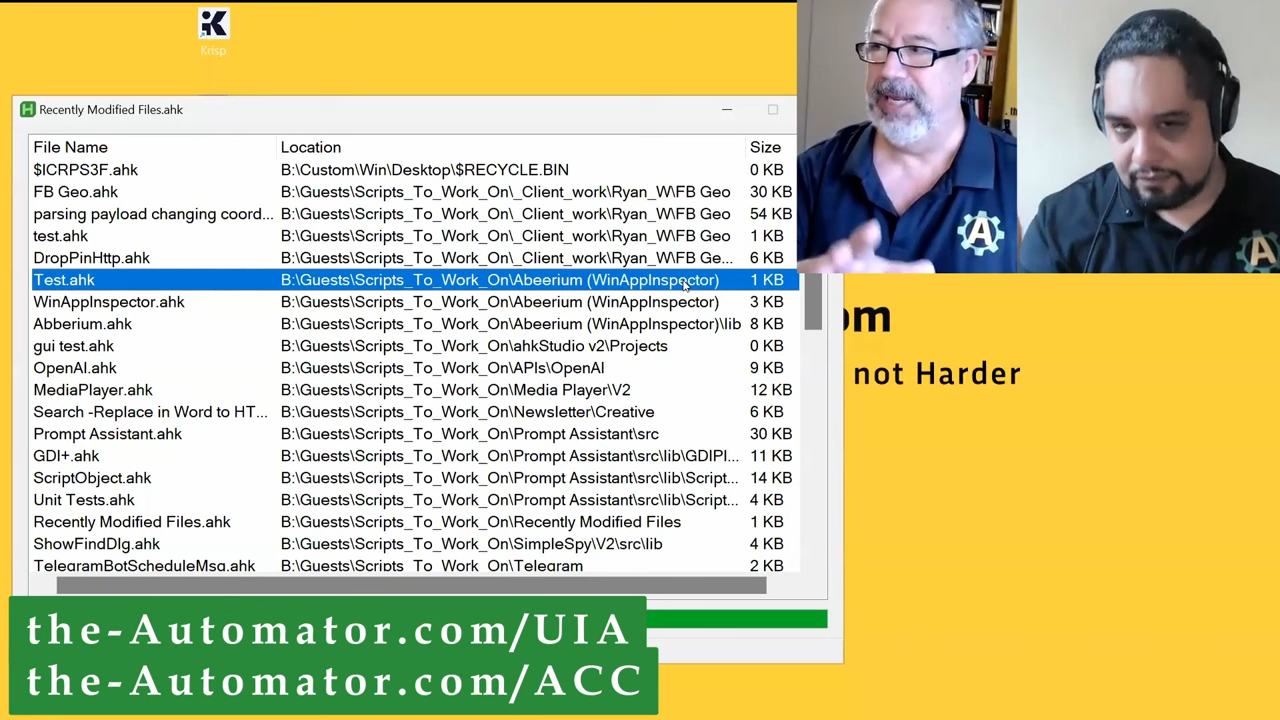 K
Krisp
Recently Modified Files.ahk
File Name Location Size
$ICRPS3F.ahk B:\Custom\Win\Desktop\$RECYCLE.BIN 0 KB
FB Geo.ahk B:\Guests\Scripts_To_Work_On\_Client_work\Ryan_W\FB Geo 30 KB
parsing payload changing coord... B:\Guests\Scripts_To_Work_On\_Client_work\Ryan_W\FB Geo 54 KB
test.ahk B:\Guests\Scripts_To_Work_On\_Client_work\Ryan_W\FB Geo 1 KB
DropPinHttp.ahk B:\Guests\Scripts_To_Work_On\_Client_work\Ryan_W\FB Ge... 6 KB
Test.ahk B:\Guests\Scripts_To_Work_On\Abeerium (WinAppInspector) 1 KB
WinAppInspector.ahk B:\Guests\Scripts_To_Work_On\Abeerium (WinAppInspector) 3 KB
Abberium.ahk B:\Guests\Scripts_To_Work_On\Abeerium (WinAppInspector)\lib 8 KB
gui test.ahk B:\Guests\Scripts_To_Work_On\ahkStudio v2\Projects 0 KB
OpenAI.ahk B:\Guests\Scripts_To_Work_On\APIs\OpenAI 9 KB
MediaPlayer.ahk B:\Guests\Scripts_To_Work_On\Media Player\V2 12 KB
Search -Replace in Word to HT... B:\Guests\Scripts_To_Work_On\Newsletter\Creative 6 KB
Prompt Assistant.ahk B:\Guests\Scripts_To_Work_On\Prompt Assistant\src 30 KB
GDI+.ahk B:\Guests\Scripts_To_Work_On\Prompt Assistant\src\lib\GDIPl... 11 KB
ScriptObject.ahk B:\Guests\Scripts_To_Work_On\Prompt Assistant\src\lib\Script... 14 KB
Unit Tests.ahk B:\Guests\Scripts_To_Work_On\Prompt Assistant\src\lib\Script... 4 KB
Recently Modified Files.ahk B:\Guests\Scripts_To_Work_On\Recently Modified Files 1 KB
ShowFindDlg.ahk B:\Guests\Scripts_To_Work_On\SimpleSpy\V2\src\lib 4 KB
TelegramBotScheduleMsg.ahk B:\Guests\Scripts_To_Work_On\Telegram 2 KB
om
not Harder
A
A
the-Automator.com/UIA
the-Automator.com/ACC